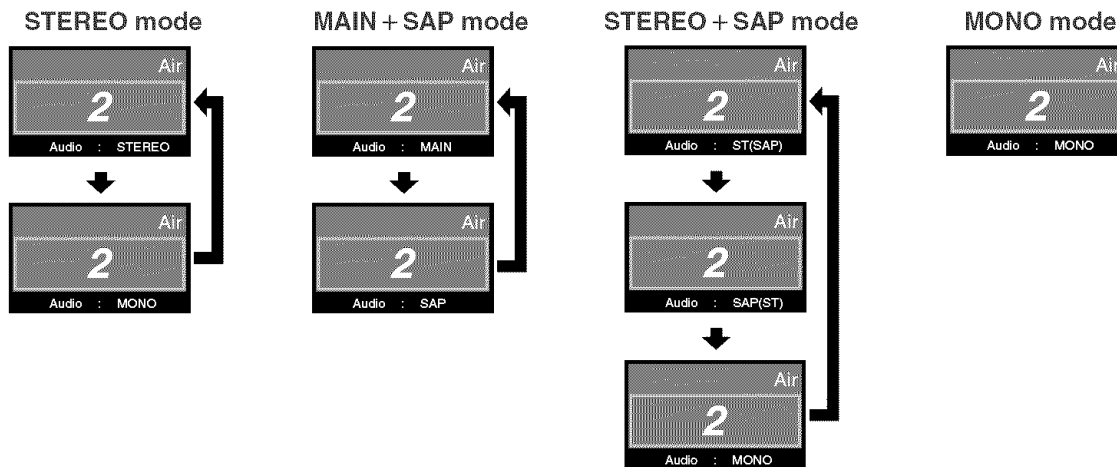 STEREO mode
Air
2
Audio : STEREO
Air
2
Audio : MONO
MAIN + SAP mode
Air
2
Audio : MAIN
Air
2
Audio : SAP
STEREO + SAP mode
Air
2
Audio : ST(SAP)
Air
2
Audio : SAP(ST)
Air
2
Audio : MONO
MONO mode
Air
2
Audio : MONO